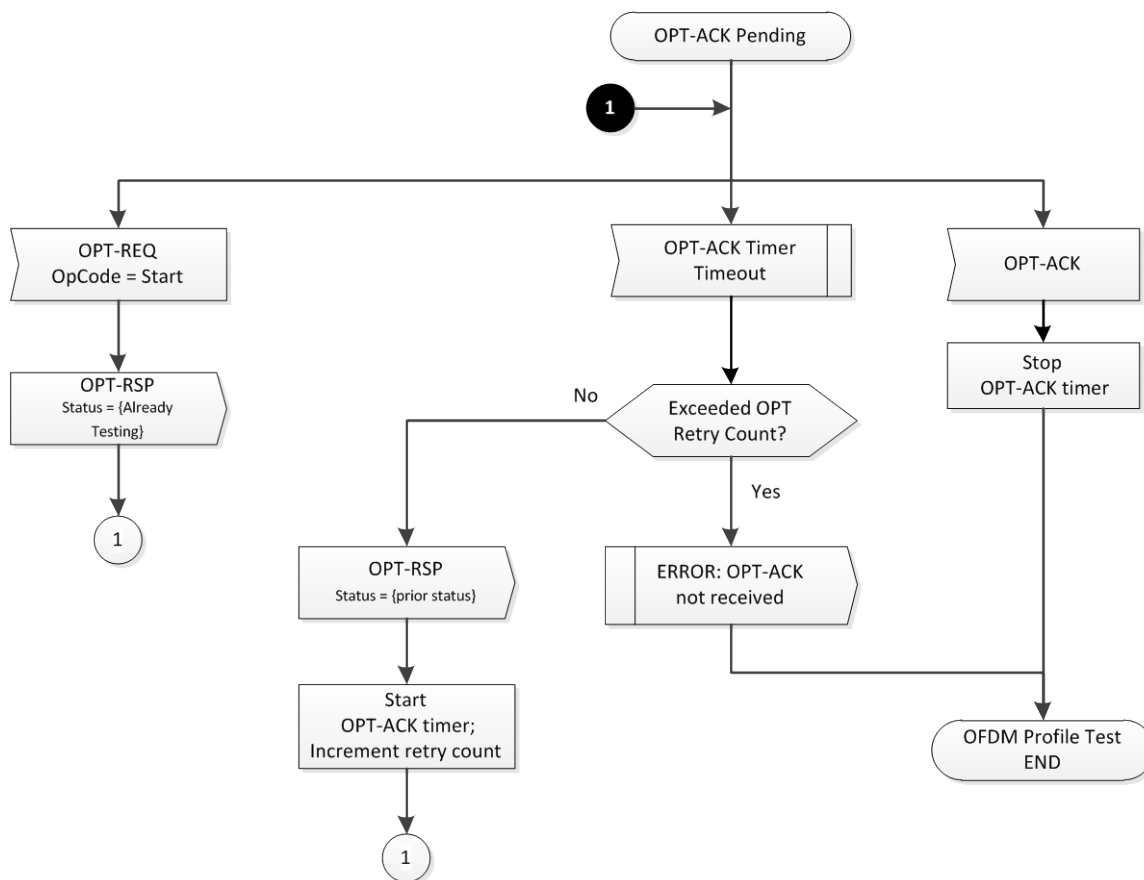 OPT-ACK Pending
1
OPT-REQ
OpCode = Start
OPT-ACK Timer
Timeout
OPT-ACK
OPT-RSP
Status = {Already
Testing}
Stop
OPT-ACK timer
No
Exceeded OPT
Retry Count?
Yes
1
OPT-RSP
Status = {prior status}
ERROR: OPT-ACK
not received
Start
OPT-ACK timer;
Increment retry count
OFDM Profile Test
END
1